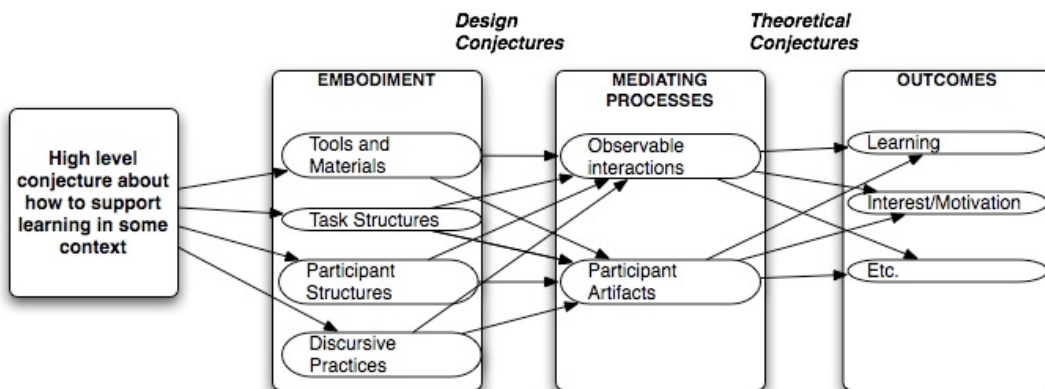 Design
Conjectures
Theoretical
Conjectures
High level
conjecture about
how to support
learning in some
context
EMBODIMENT
Tools and
Materials
Task Structures
Participant
Structures
Discursive
Practices
MEDIATING
PROCESSES
Observable
interactions
Participant
Artifacts
OUTCOMES
Learning
Interest/Motivation
Etc.